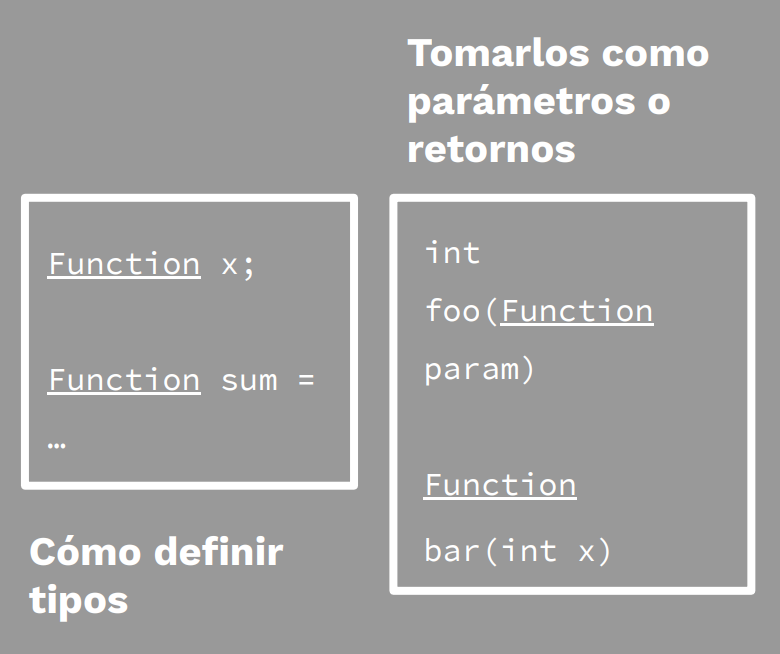 Function x;
Function sum =
…
Cómo definir
tipos
Tomarlos como
parámetros o
retornos
int
foo(Function
param)
Function
bar(int x)